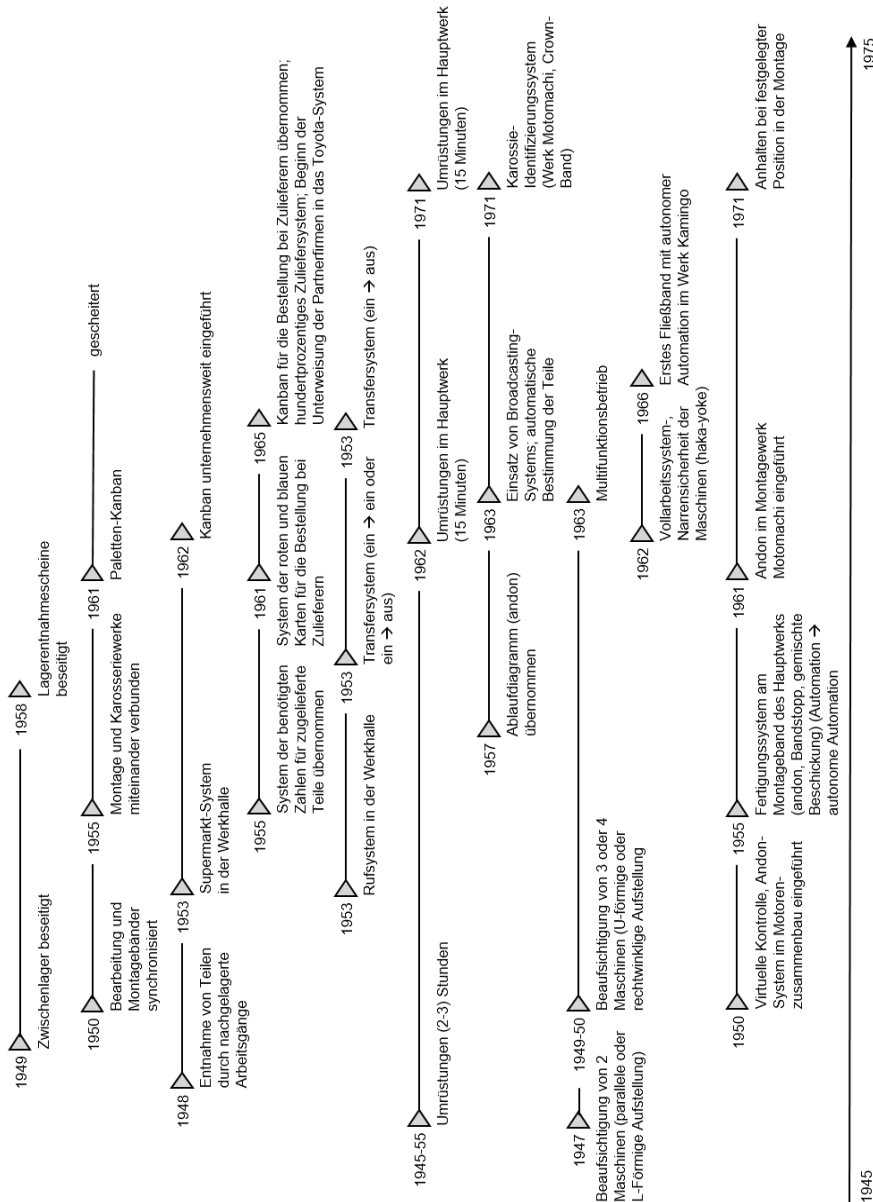 1949
Zwischenlager beseitigt
1958
Lagerentnahmescheine
beseitigt
1950
Bearbeitung und
Montagebänder
synchronisiert
1955
Montage und Karosseriewerke
miteinander verbunden
1961
Paletten-Kanban
gescheitert
1948
Entnahme von Teilen
durch nachgelagerte
Arbeitsgänge
1953
Supermarkt-System
in der Werkhalle
1962
Kanban unternehmensweit eingeführt
1955
System der benötigten
Zahlen für zugelieferte
Teile übernommen
1961
System der roten und blauen
Karten für die Bestellung bei
Zulieferern
1965
Kanban für die Bestellung bei Zulieferern übernommen;
hundertprozentiges Zuliefersystem; Beginn der
Unterweisung der Partnerfirmen in das Toyota-System
1953
Rufsystem in der Werkhalle
1953
Transfersystem (ein → ein oder
ein → aus)
1953
Transfersystem (ein → aus)
1945-55
Umrüstungen (2-3) Stunden
1962
Umrüstungen im Hauptwerk
(15 Minuten)
1971
Umrüstungen im Hauptwerk
(15 Minuten)
1957
Ablaufdiagramm (andon)
übernommen
1963
Einsatz von Broadcasting-
Systems; automatische
Bestimmung der Teile
1971
Karossie-
Identifizierungssystem
(Werk Motomachi, Crown-
Band)
1947
Beaufsichtigung von 2
Maschinen (parallele oder
L-Förmige Aufstellung)
1949-50
Beaufsichtigung von 3 oder 4
Maschinen (U-förmige oder
rechtwinklige Aufstellung
1963
Multifunktionsbetrieb
1962
Vollarbeitssystem-,
Narrensicherheit der
Maschinen (haka-yoke)
1966
Erstes Fließband mit autonomer
Automation im Werk Kamingo
1950
Virtuelle Kontrolle, Andon-
System im Motoren-
zusammenbau eingeführt
1955
Fertigungssystem am
Montageband des Hauptwerks
(andon, Bandstopp, gemischte
Beschickung) (Automation →
autonome Automation
1961
Andon im Montagewerk
Motomachi eingeführt
1971
Anhalten bei festgelegter
Position in der Montage
1945
1975